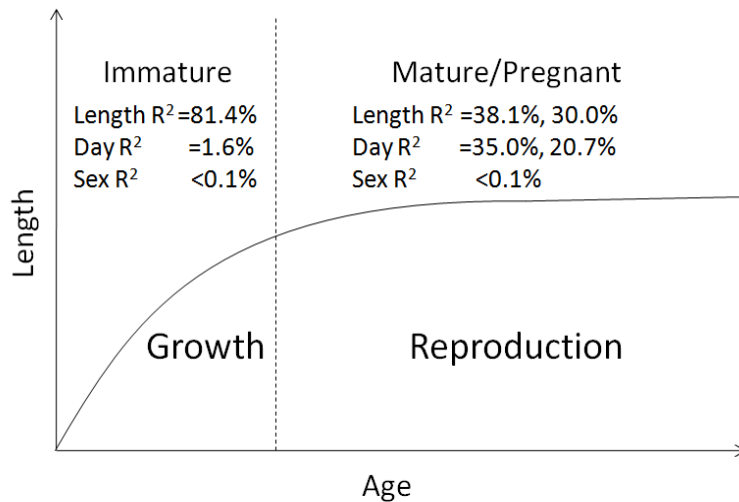 Immature
Length R² =81.4%
Day R² =1.6%
Sex R² <0.1%
Mature/Pregnant
Length R² =38.1%, 30.0%
Day R² =35.0%, 20.7%
Sex R² <0.1%
Length
Growth
Reproduction
Age